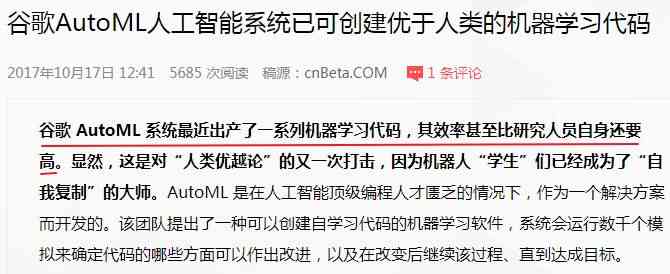 谷歌AutoML人工智能系统已可创建优于人类的机器学习代码
2017年10月17日 12:41 5685 次阅读 稿源：cnBeta.COM 1 条评论
谷歌 AutoML 系统最近出产了一系列机器学习代码，其效率甚至比研究人员自身还要
高。显然，这是对“人类优越论”的又一次打击，因为机器人“学生”们已经成为了“自
我复制”的大师。AutoML 是在人工智能顶级编程人才匮乏的情况下，作为一个解决方案
而开发的。该团队提出了一种可以创建自学习代码的机器学习软件，系统会运行数千个模
拟来确定代码的哪些方面可以作出改进，以及在改变后继续该过程、直到达成目标。